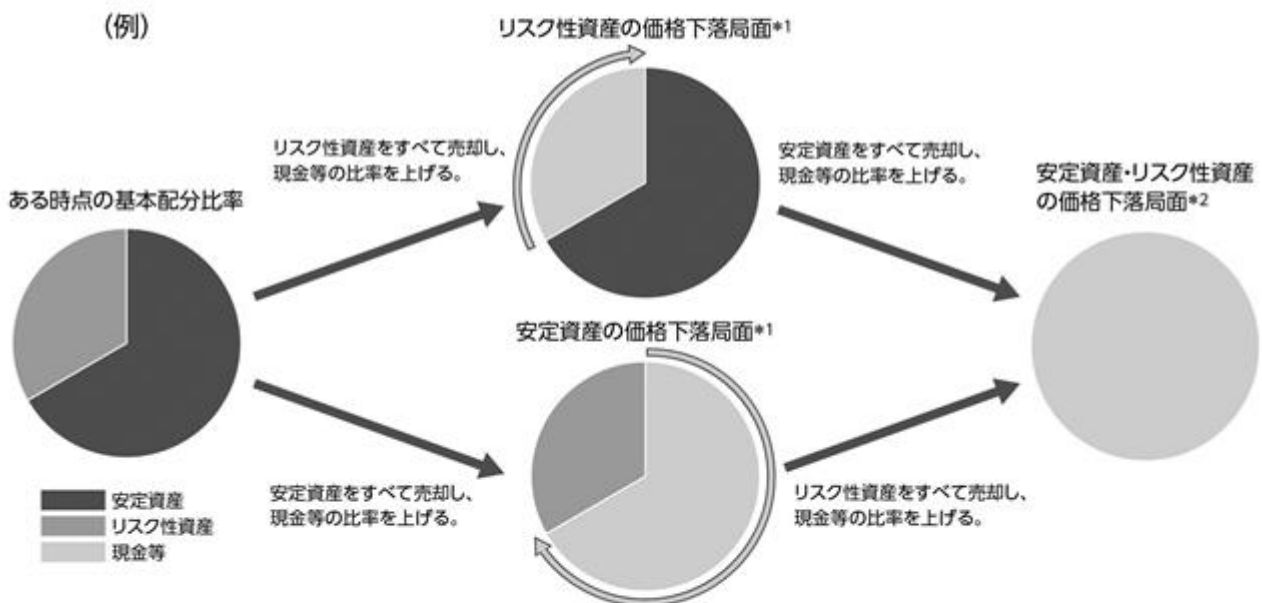 (例)
リスク性資産の価格下落局面*1
リスク性資産をすべて売却し、
現金等の比率を上げる。
安定資産をすべて売却し、
現金等の比率を上げる。
安定資産・リスク性資産
の価格下落局面*2
ある時点の基本配分比率
安定資産の価格下落局面*1
安定資産
リスク性資産
現金等
安定資産をすべて売却し、
現金等の比率を上げる。
リスク性資産をすべて売却し、
現金等の比率を上げる。